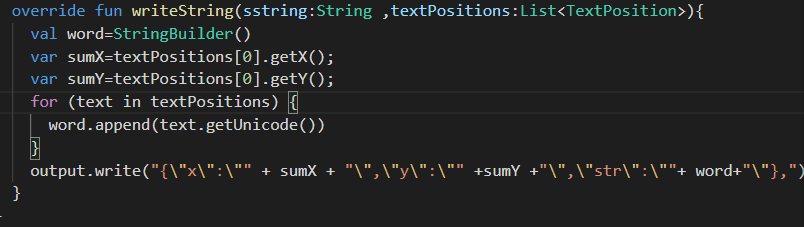 override fun writeString(sstring:String ,textPositions:List<TextPosition>){
val word=StringBuilder()
var sumX=textPositions[0].getX();
var sumY=textPositions[0].getY();
for (text in textPositions) {
word.append(text.getUnicode())
}
output.write("{\"x\":\"" + sumX + "\",\"y\":\"" +sumY +"\",\"str\":\""+ word+"\"},")
}